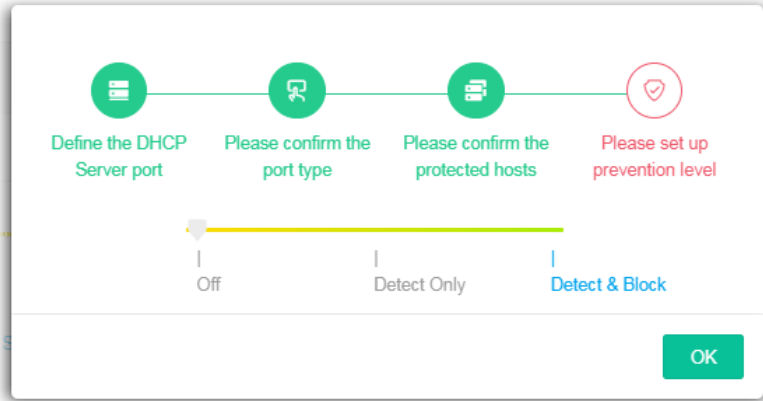 Define the DHCP
Server port
Please confirm the
port type
Please confirm the
protected hosts
Please set up
prevention level
Off
Detect Only
Detect & Block
OK